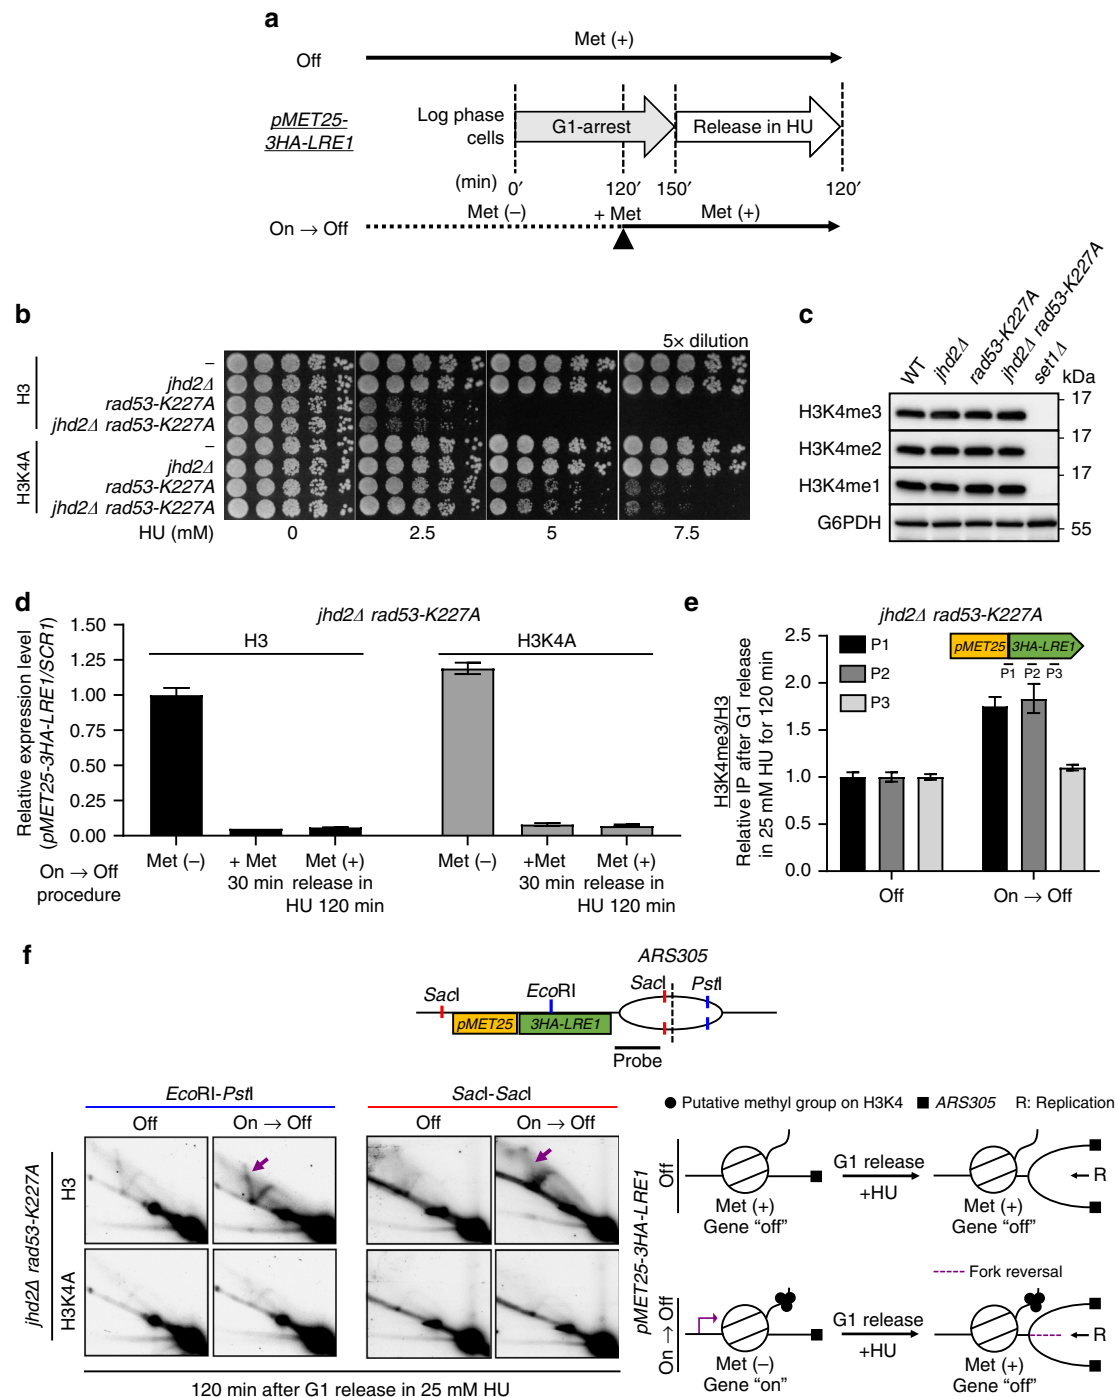 a
Met (+)
Off
pMET25-
3HA-LRE1
Log phase
cells
G1-arrest
Release in HU
(min)
0′
120′
150′
120′
Met (–)
+ Met
Met (+)
On → Off
b
5× dilution
H3
–
jhd2Δ
rad53-K227A
jhd2Δ rad53-K227A
H3K4A
–
jhd2Δ
rad53-K227A
jhd2Δ rad53-K227A
HU (mM)
0
2.5
5
7.5
c
WT
jhd2Δ
rad53-K227A
jhd2Δ rad53-K227A
set1Δ
kDa
H3K4me3
17
H3K4me2
17
H3K4me1
17
G6PDH
55
d
jhd2Δ rad53-K227A
H3
H3K4A
Relative expression level
(pMET25-3HA-LRE1/SCR1)
1.50
1.25
1.00
0.75
0.50
0.25
0.00
On → Off
procedure
Met (–)
+ Met
30 min
Met (+)
release in
HU 120 min
Met (–)
+Met
30 min
Met (+)
release in
HU 120 min
e
jhd2Δ rad53-K227A
H3K4me3/H3
Relative IP after G1 release
in 25 mM HU for 120 min
2.5
2.0
1.5
1.0
0.5
0.0
P1
P2
P3
pMET25
3HA-LRE1
P1
P2
P3
Off
On → Off
f
ARS305
SacI
EcoRI
SacI
PstI
pMET25
3HA-LRE1
Probe
EcoRI-PstI
SacI-SacI
Off
On → Off
Off
On → Off
jhd2Δ rad53-K227A
H3
H3K4A
120 min after G1 release in 25 mM HU
Putative methyl group on H3K4
ARS305
R: Replication
pMET25-3HA-LRE1
Off
Met (+)
Gene “off”
G1 release
+HU
R
Met (+)
Gene “off”
Fork reversal
On → Off
Met (–)
Gene “on”
G1 release
+HU
R
Met (+)
Gene “off”